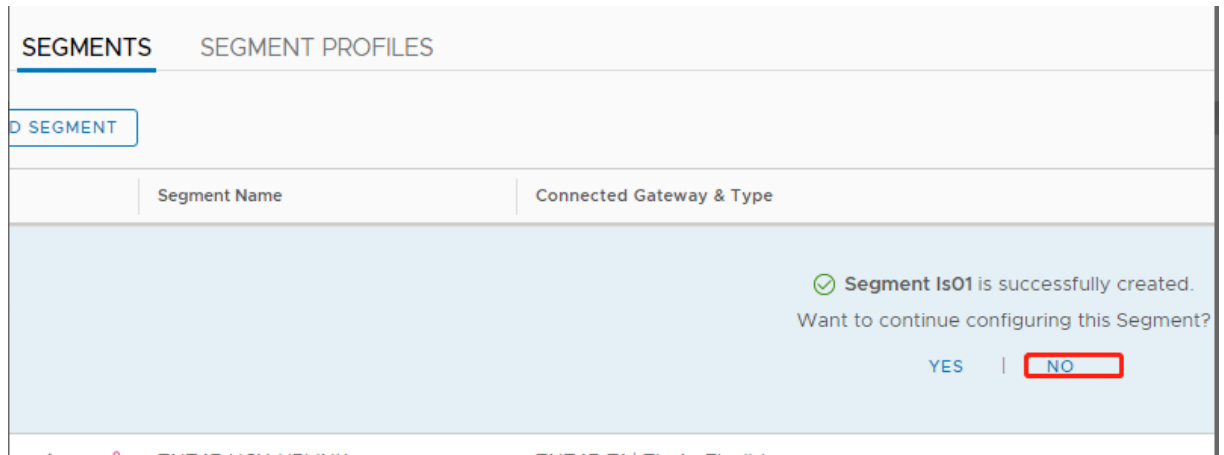 SEGMENTS SEGMENT PROFILES
D SEGMENT
Segment Name Connected Gateway & Type
Segment ls01 is successfully created.
Want to continue configuring this Segment?
YES | NO